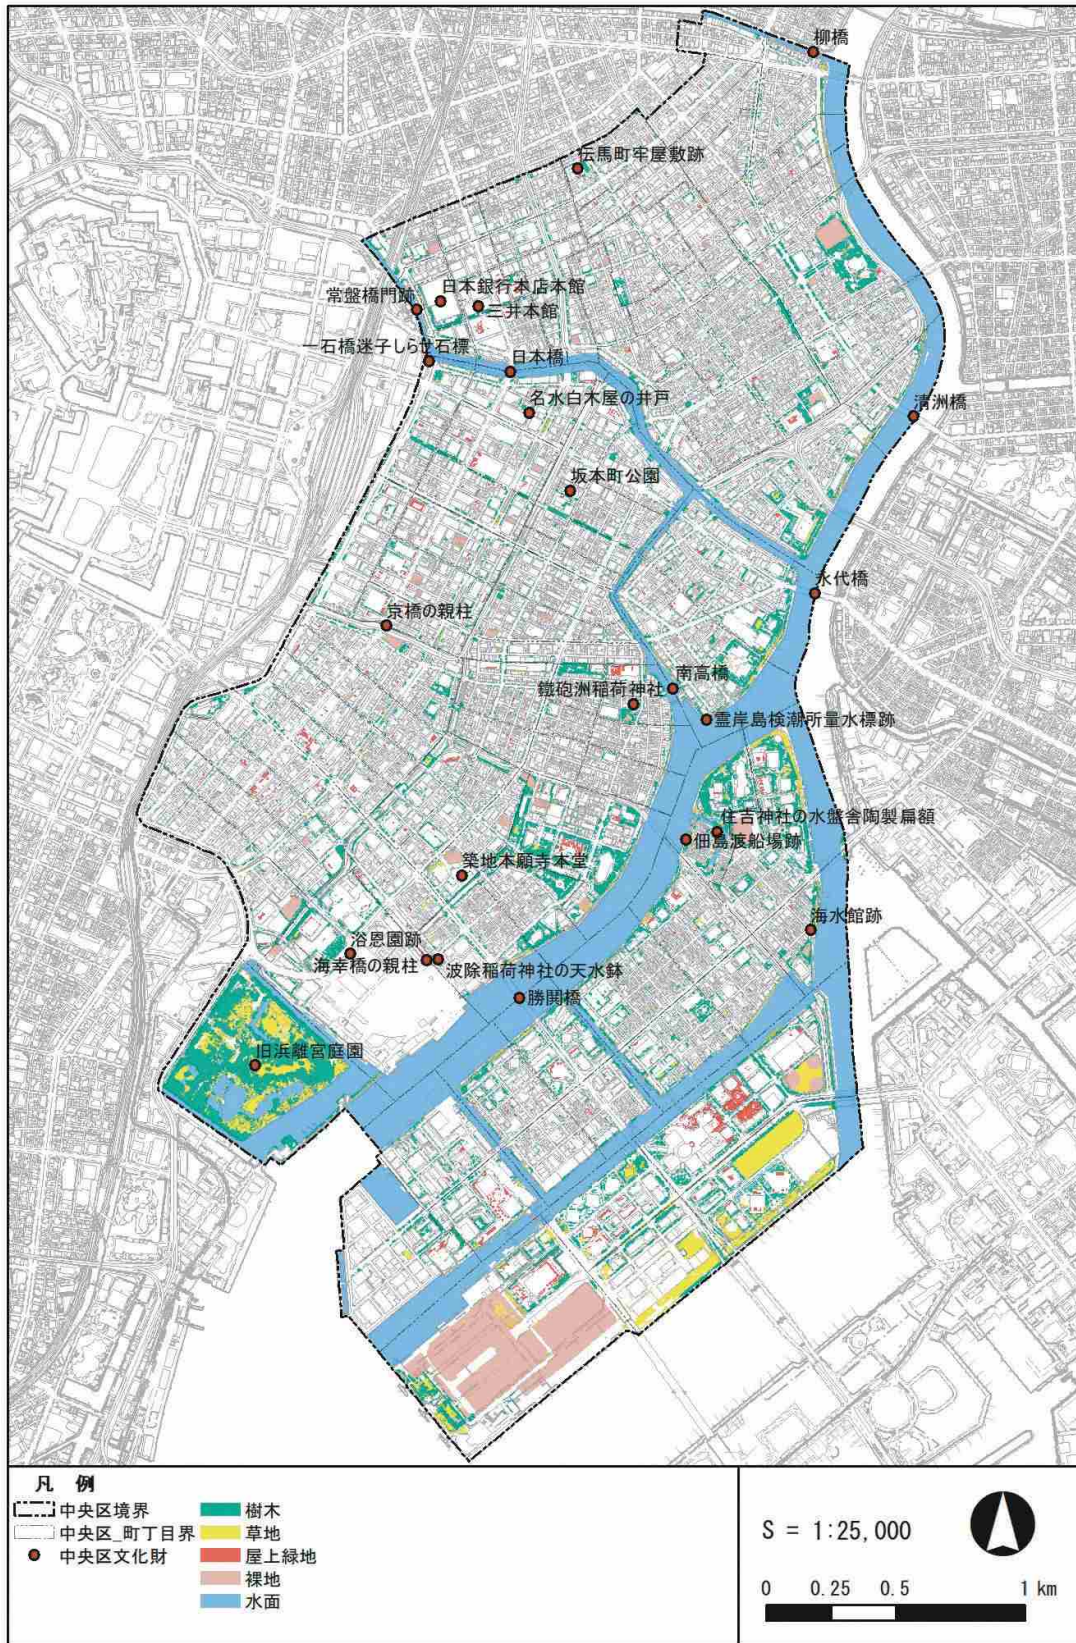 柳橋
伝馬町牢屋敷跡
日本銀行本店本館
常盤橋門跡
三井本館
一石橋迷子しらせ石標
日本橋
名水白木屋の井戸
清洲橋
坂本町公園
永代橋
京橋の親柱
南高橋
鐵砲洲稲荷神社
霊岸島検潮所量水標跡
住吉神社の水盤舎陶製扁額
佃島渡船場跡
築地本願寺本堂
海水館跡
浴恩園跡
海幸橋の親柱
波除稲荷神社の天水鉢
勝鬨橋
旧浜離宮庭園
凡 例
中央区境界
中央区_町丁目界
中央区文化財
樹木
草地
屋上緑地
裸地
水面
S = 1:25,000
0 0.25 0.5 1 km